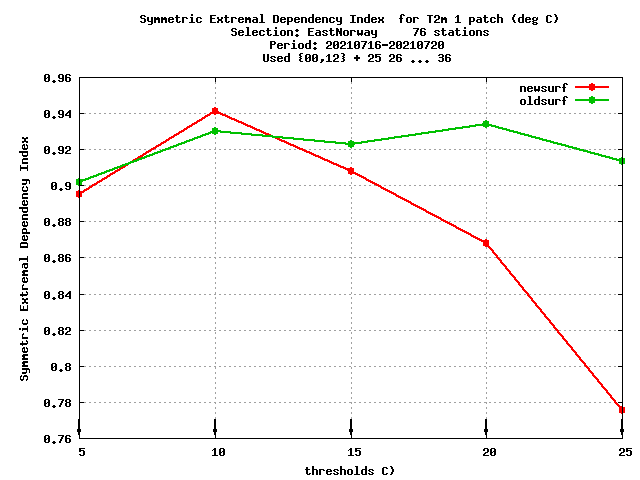 Symmetric Extremal Dependency Index  for T2m 1 patch (deg C)
Selection: EastNorway     76 stations
Period: 20210716-20210720
Used {00,12} + 25 26 ... 36
newsurf
oldsurf
Symmetric Extremal Dependency Index
0.96
0.94
0.92
0.9
0.88
0.86
0.84
0.82
0.8
0.78
0.76
5 10 15 20 25
thresholds C)